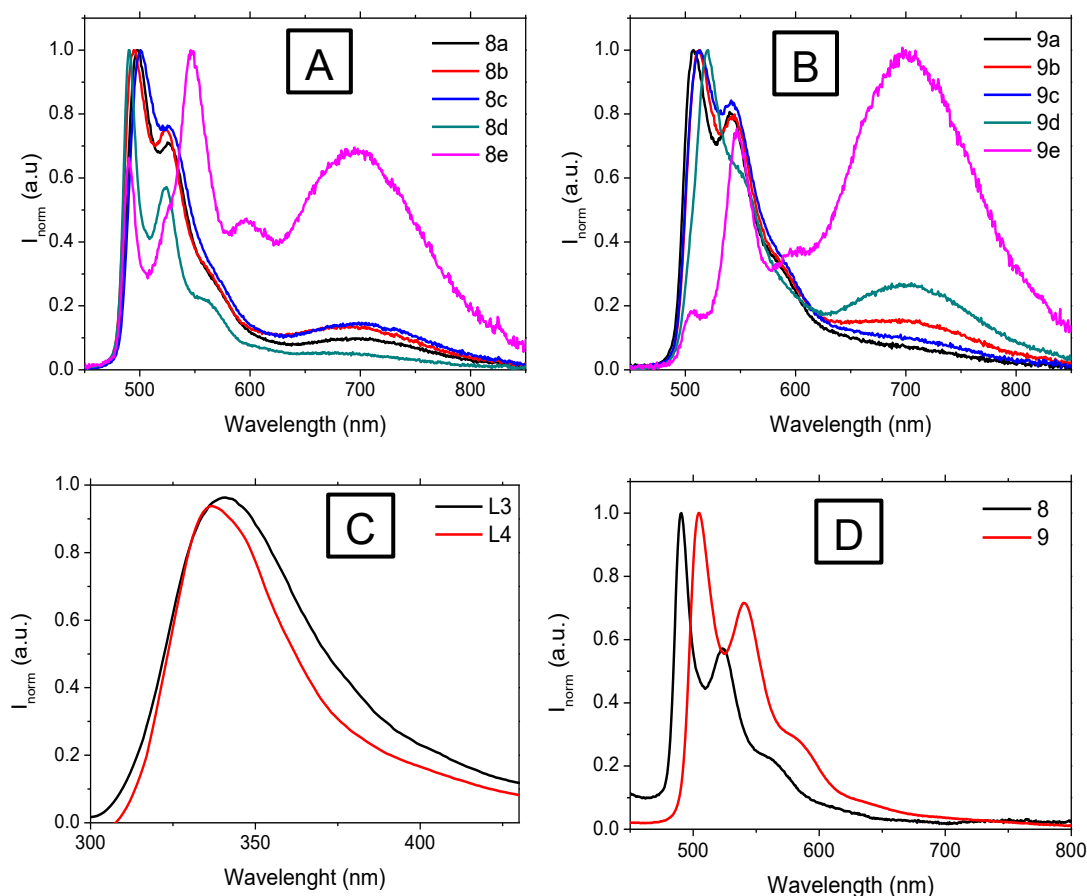 A
8a
8b
8c
8d
8e
I_norm (a.u)
1.0
0.8
0.6
0.4
0.2
0.0
500 600 700 800
Wavelength (nm)
B
9a
9b
9c
9d
9e
I_norm (a.u)
1.0
0.8
0.6
0.4
0.2
0.0
500 600 700 800
Wavelength (nm)
C
L3
L4
I_norm (a.u.)
1.0
0.8
0.6
0.4
0.2
0.0
300 350 400
Wavelenght (nm)
D
8
9
I_norm (a.u.)
1.0
0.8
0.6
0.4
0.2
0.0
500 600 700 800
Wavelength (nm)